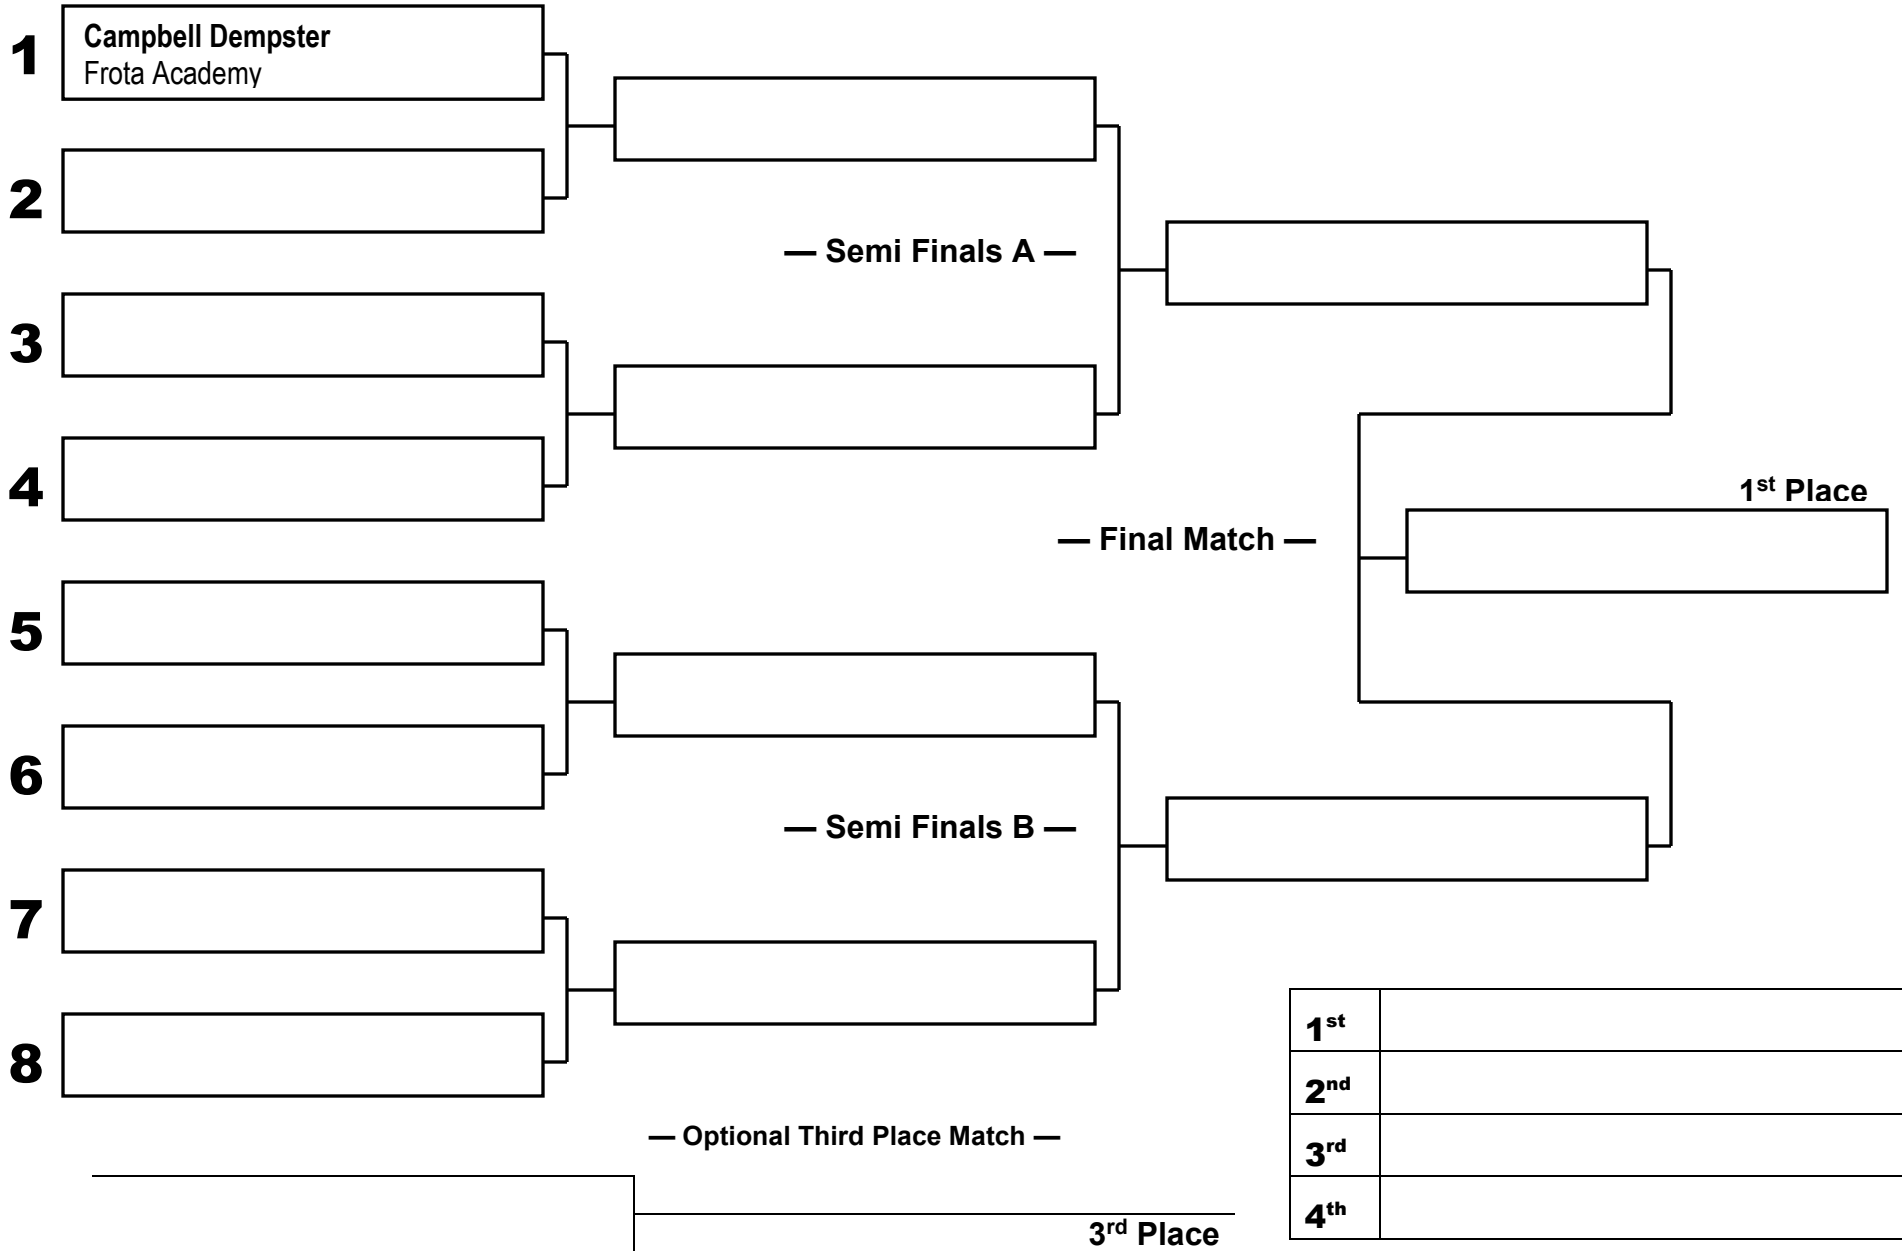 1
Campbell Dempster
Frota Academy
2
— Semi Finals A —
3
4
1st Place
— Final Match —
5
6
— Semi Finals B —
7
8
1st
2nd
3rd
4th
— Optional Third Place Match —
3rd Place